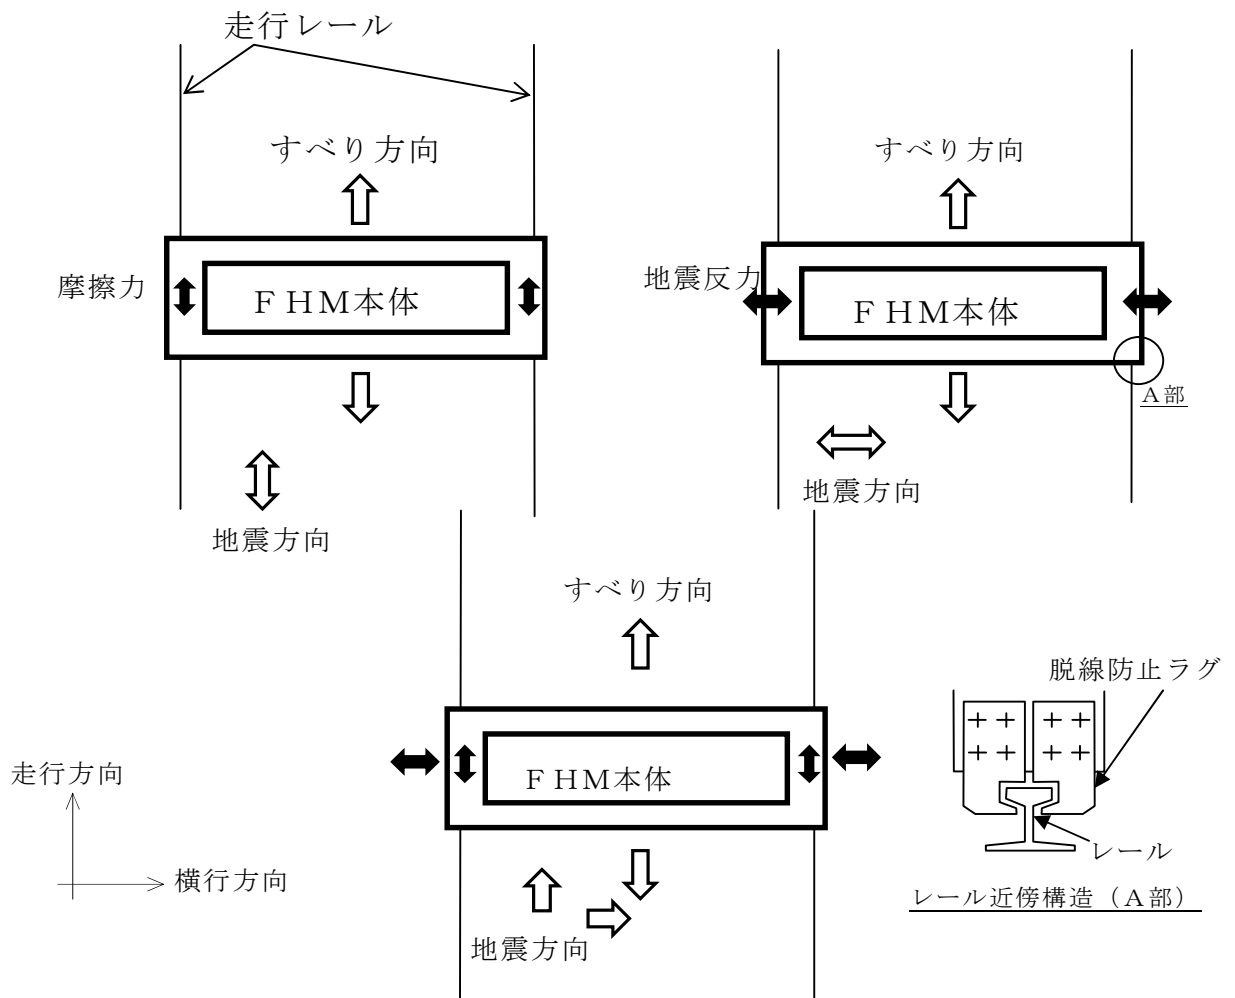 走行レール
すべり方向
摩擦力
ＦＨＭ本体
地震方向
すべり方向
地震反力
ＦＨＭ本体
Ａ部
地震方向
すべり方向
ＦＨＭ本体
地震方向
走行方向
横行方向
脱線防止ラグ
レール
レール近傍構造（Ａ部）